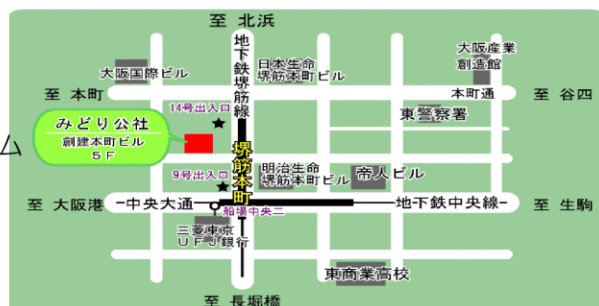 至 北浜
地下鉄堺筋線
大阪国際ビル
日本生命
堺筋本町ビル
大阪産業
創造館
至 本町
本町通
至 谷四
14号出入口
東警察署
みどり公社
創建本町ビル
5F
ム
堺筋本町
9号出入口
明治生命
堺筋本町ビル
帝人ビル
至 大阪港
中央大通
船場中央二
地下鉄中央線
至 生駒
三菱東京
UFJ銀行
東商業高校
至 長堀橋